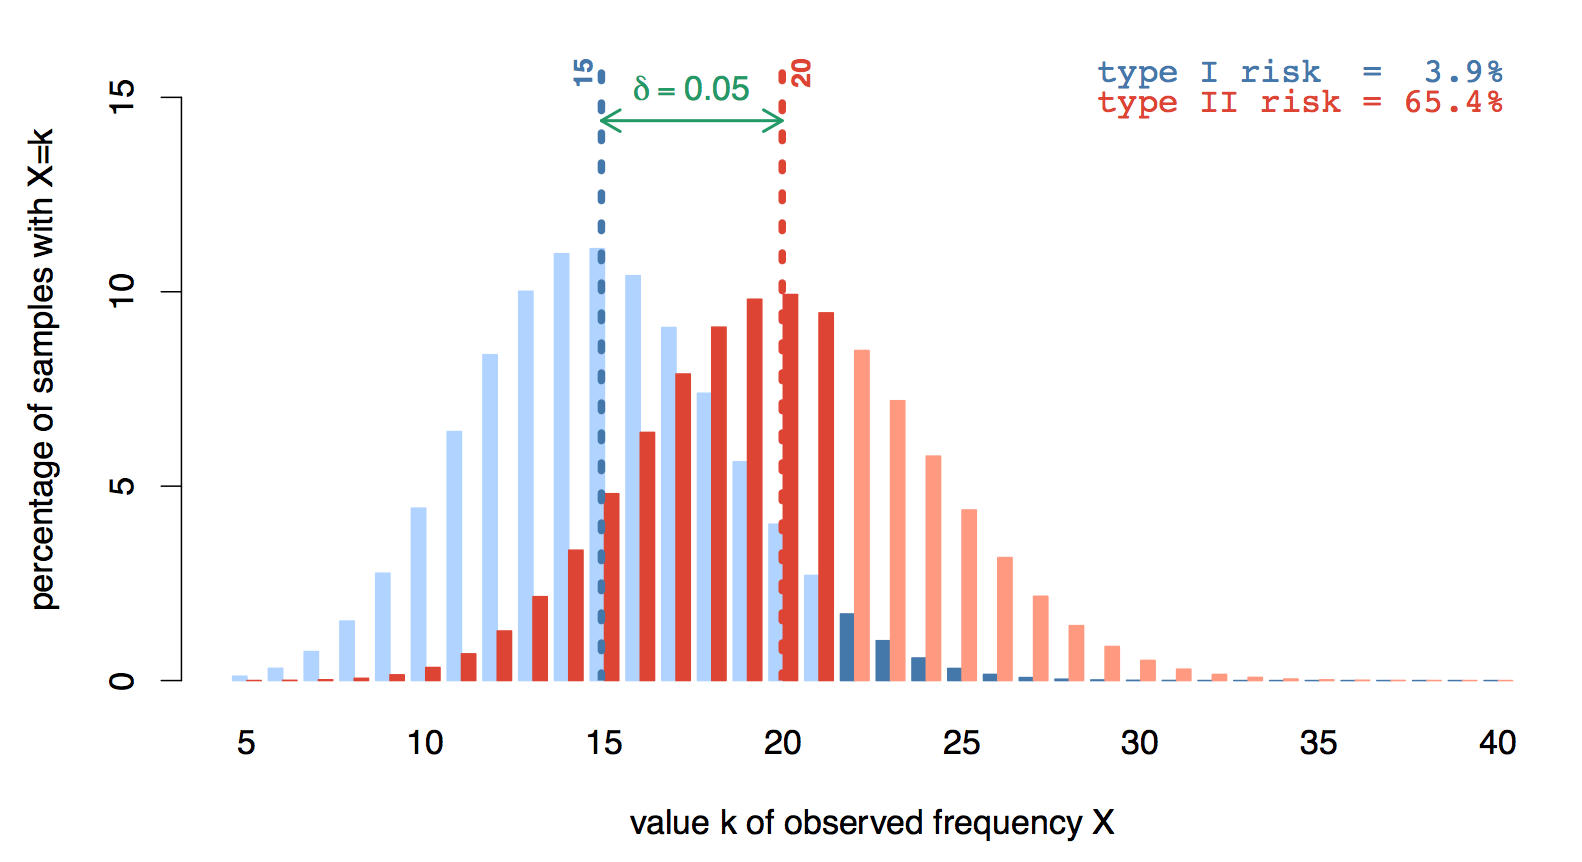 type I risk = 3.9%
type II risk = 65.4%
15
20
δ = 0.05
percentage of samples with X=k
15
10
5
0
5 10 15 20 25 30 35 40
value k of observed frequency X